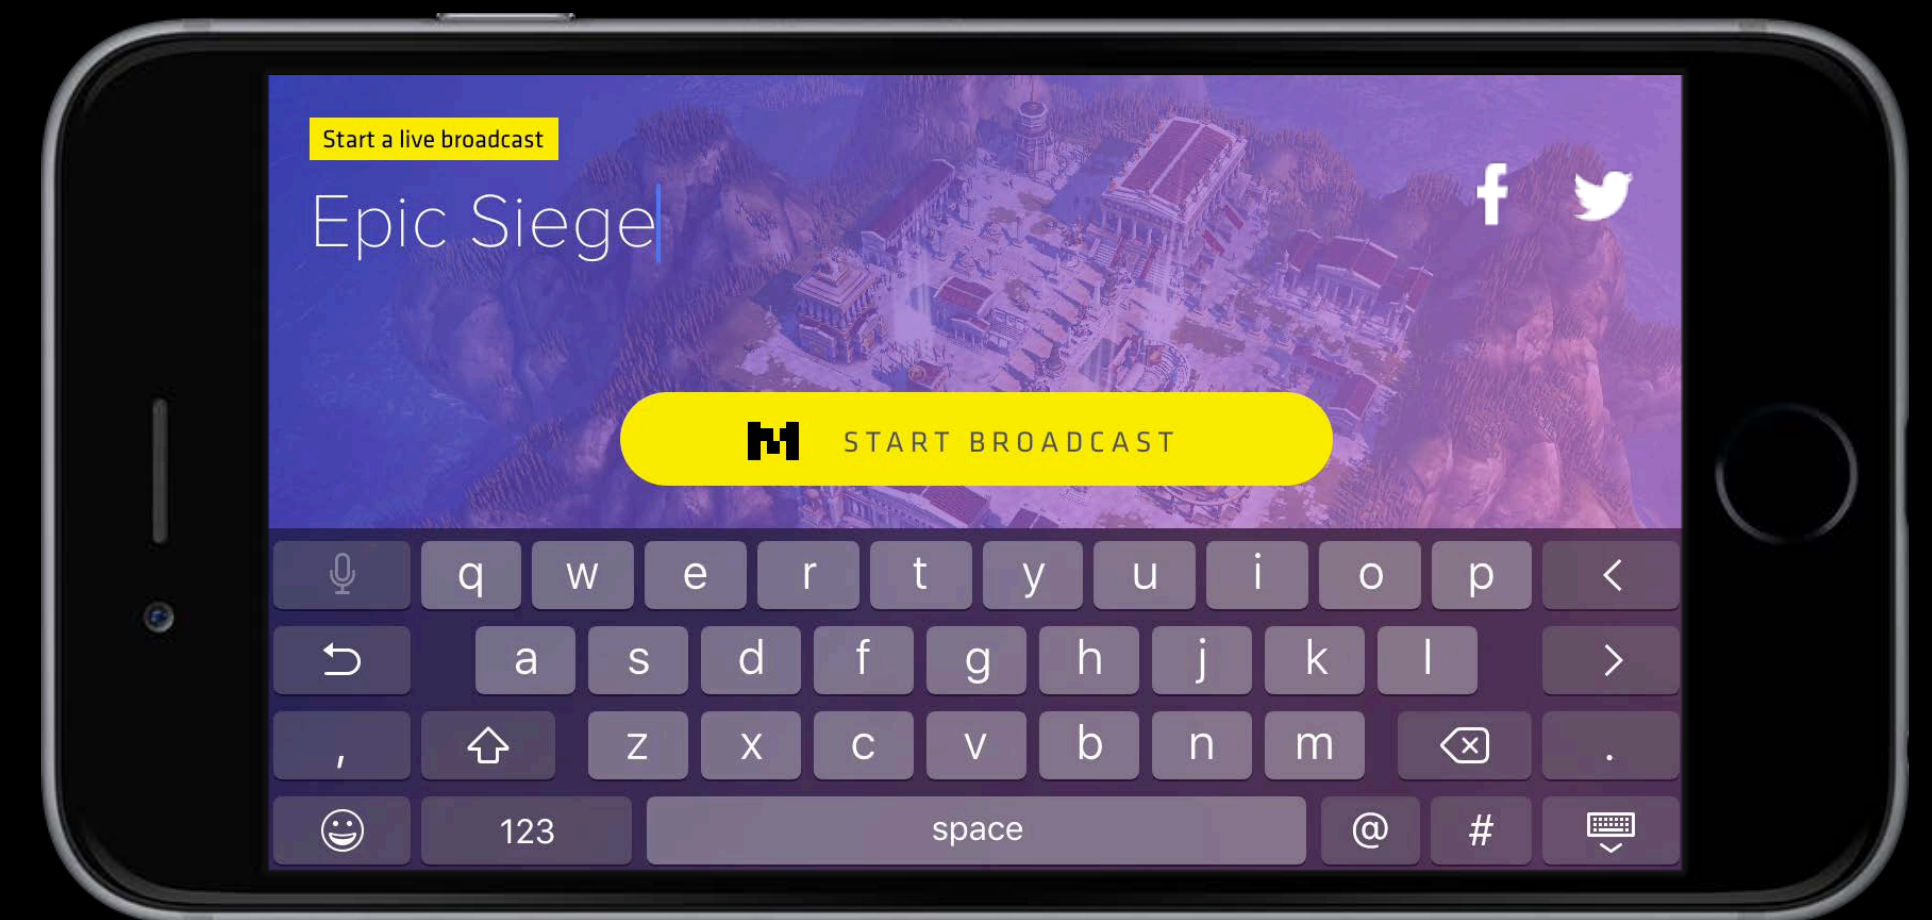 Start a live broadcast
Epic Siege
START BROADCAST
q w e r t y u i o p <
a s d f g h j k l >
, z x c v b n m .
123 space @ #